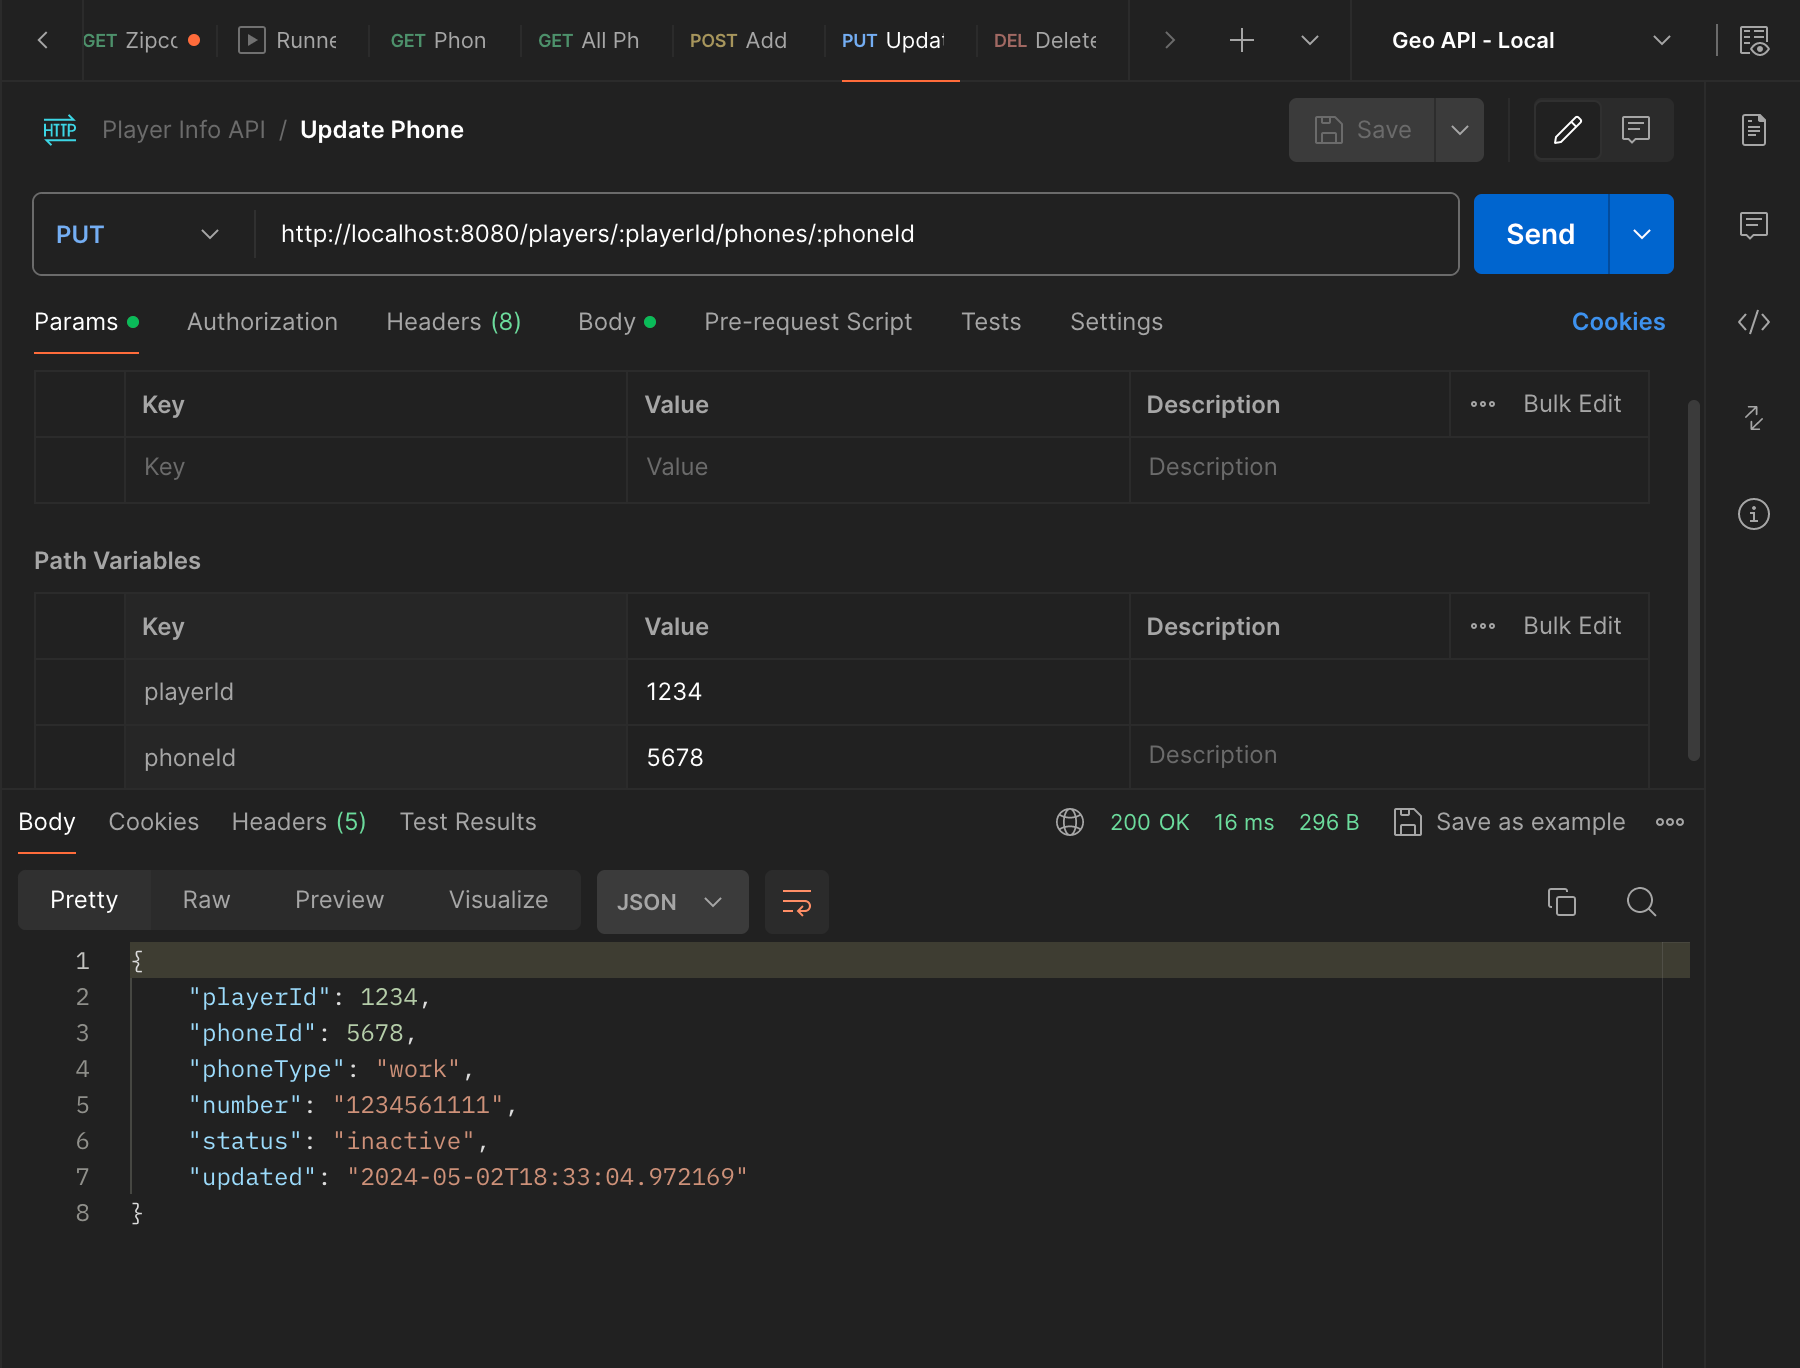 GET Zipcc
Runne
GET Phon
GET All Ph
POST Add
PUT Updat
DEL Delete
Geo API - Local
HTTP Player Info API / Update Phone
Save
PUT http://localhost:8080/players/:playerId/phones/:phoneId
Send
Params Authorization Headers (8) Body Pre-request Script Tests Settings Cookies
Key Value Description Bulk Edit
Key Value Description
Path Variables
Key Value Description Bulk Edit
playerId 1234
phoneId 5678 Description
Body Cookies Headers (5) Test Results 200 OK 16 ms 296 B Save as example
Pretty Raw Preview Visualize JSON
1 {
2 "playerId": 1234,
3 "phoneId": 5678,
4 "phoneType": "work",
5 "number": "1234561111",
6 "status": "inactive",
7 "updated": "2024-05-02T18:33:04.972169"
8 }